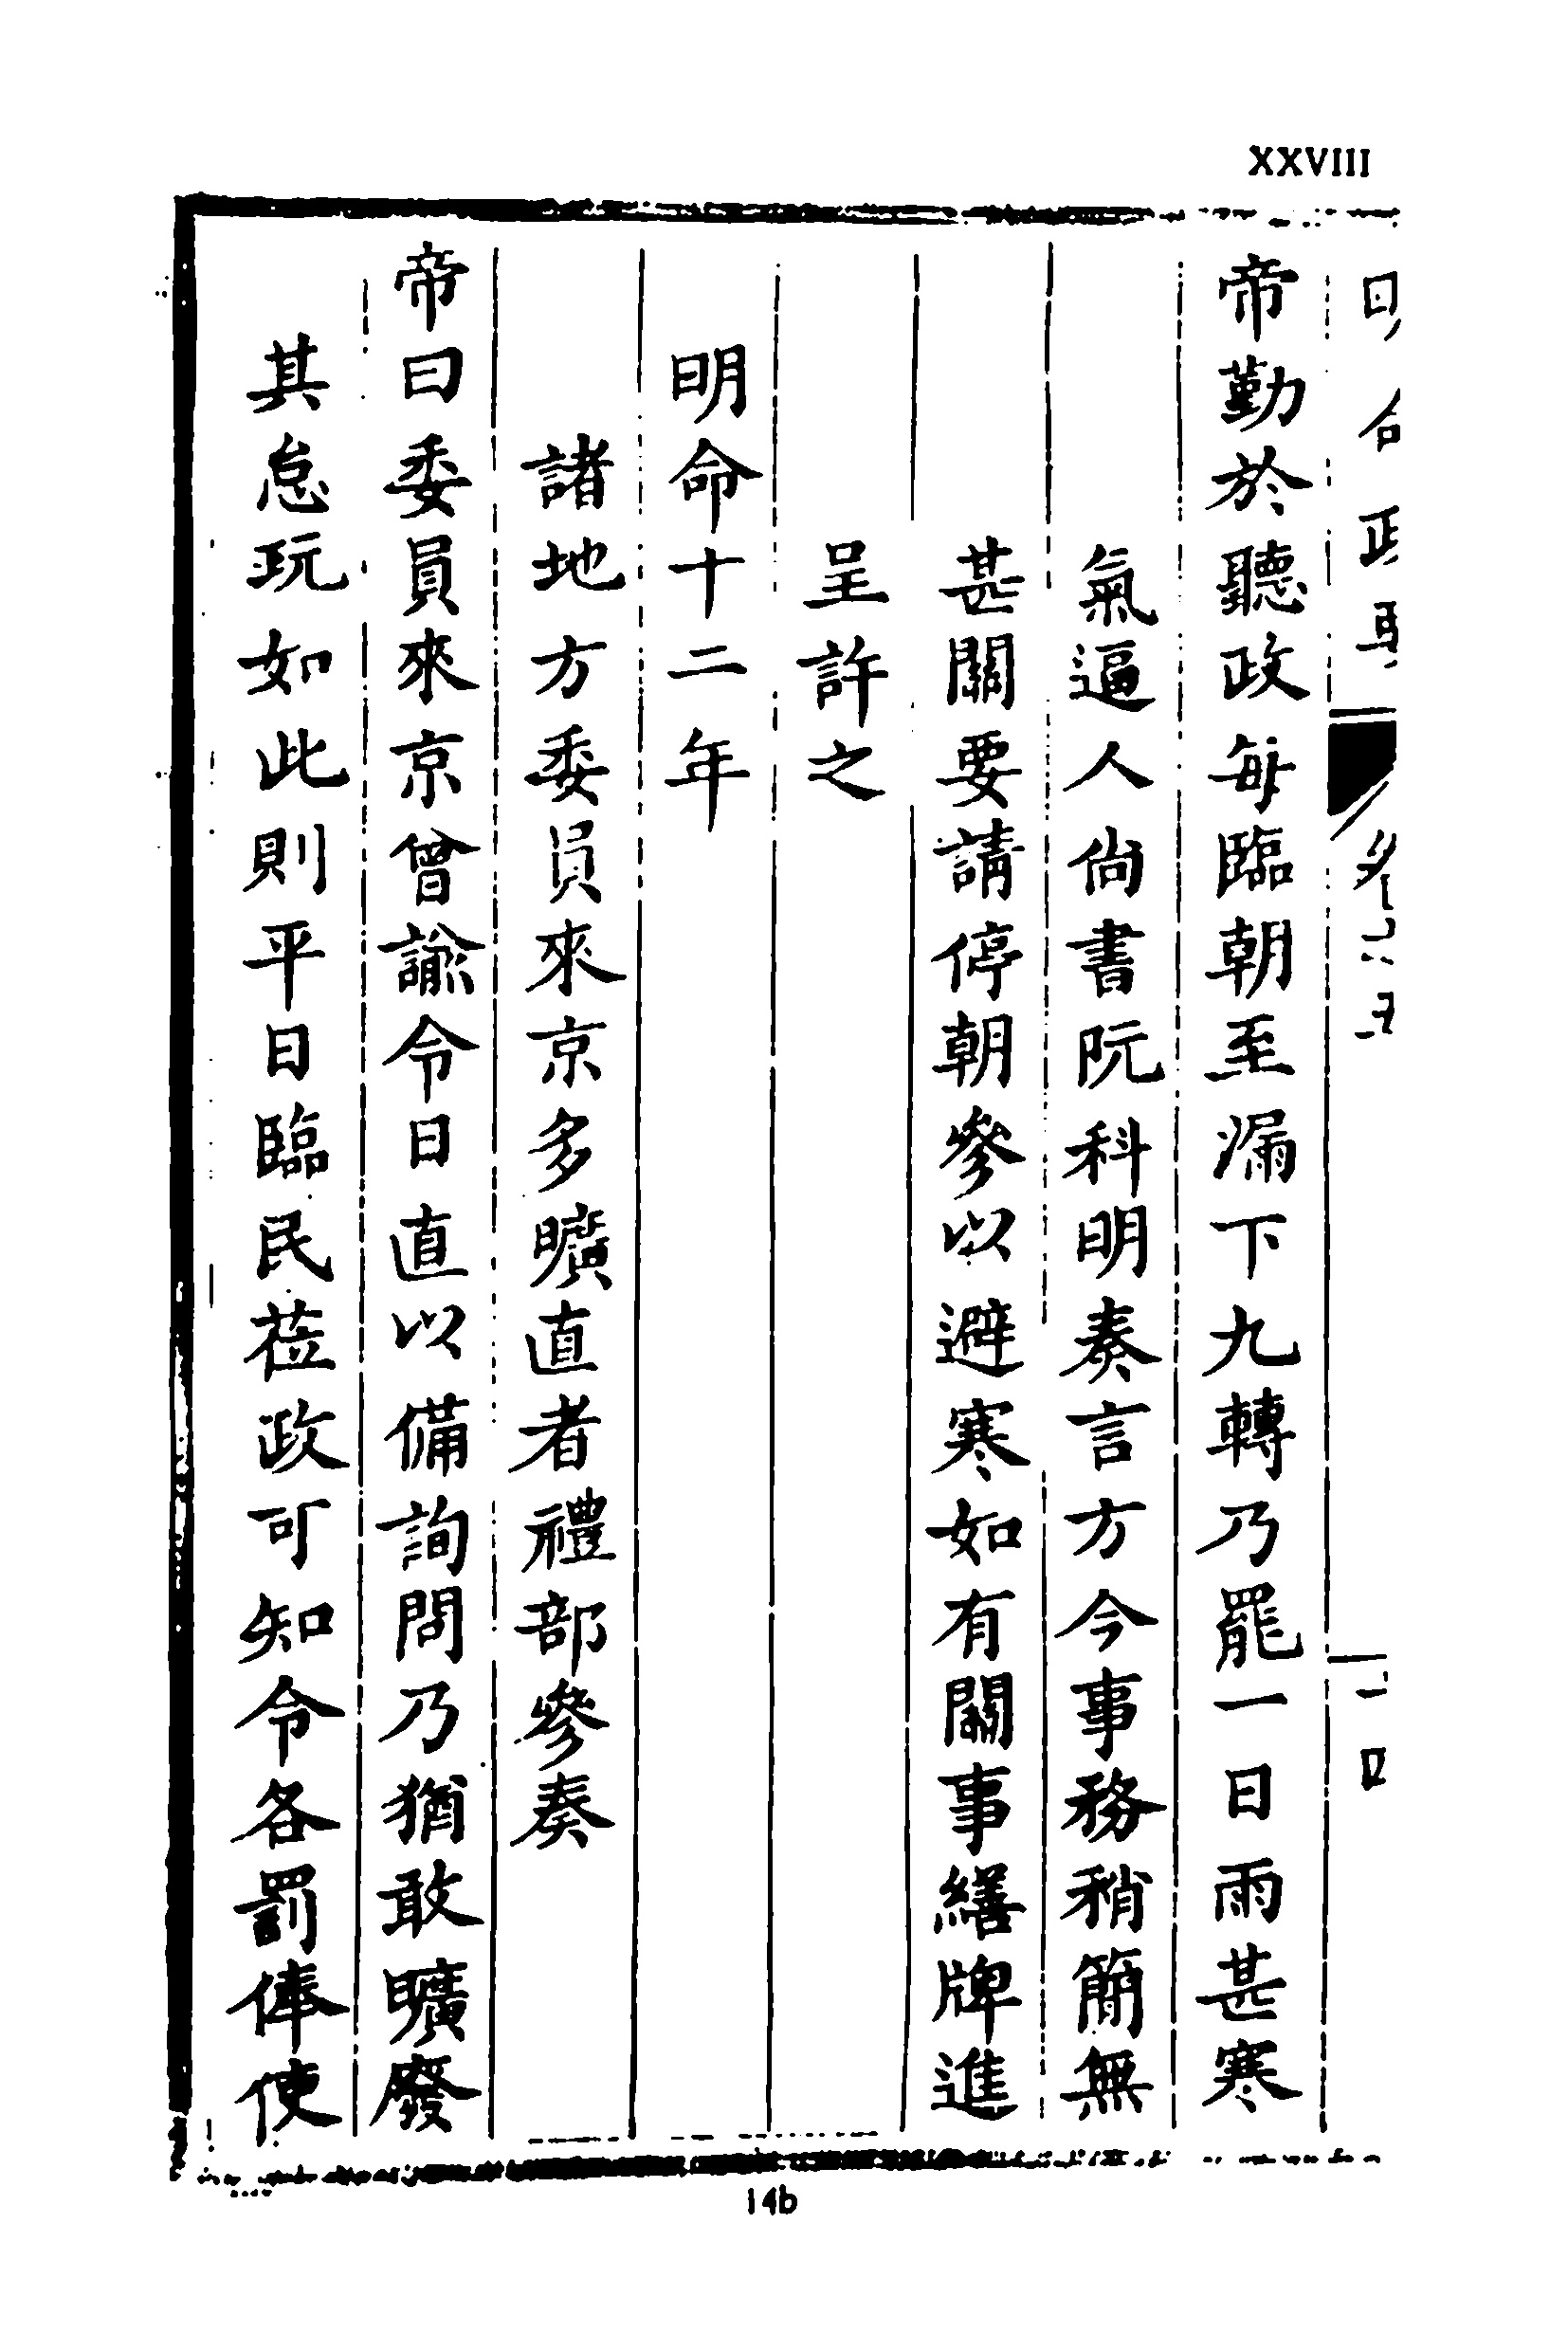 XXVIII
帝勤於聽政每臨朝至漏下九轉乃罷一日雨甚寒
氣逼人尙書阮科明奏言方今事務稍簡無
甚關要請停朝參以避寒如有關事繕牌進
呈許之
明命十二年
諸地方委員來京多曠直者禮部參奏
帝曰委員來京曾諭令日直以備詢問乃猶敢曠廢
其怠玩如此則平日臨民莅政可知令各罰俸使
14b